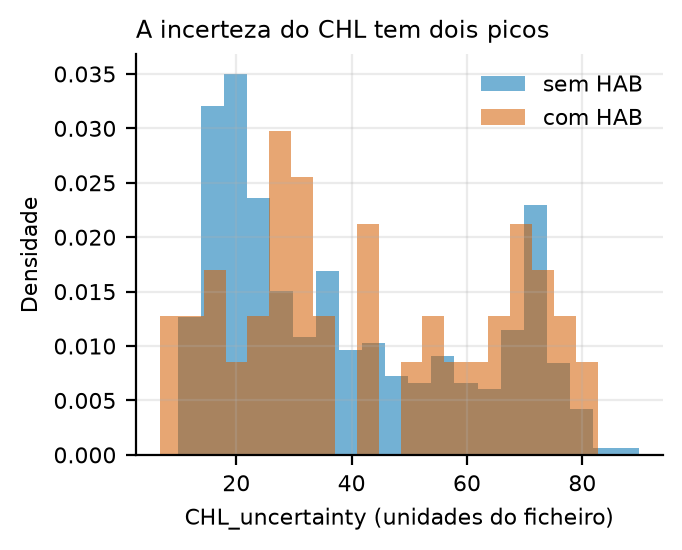 A incerteza do CHL tem dois picos
sem HAB
com HAB
Densidade
0.035
0.030
0.025
0.020
0.015
0.010
0.005
0.000
20 40 60 80
CHL_uncertainty (unidades do ficheiro)